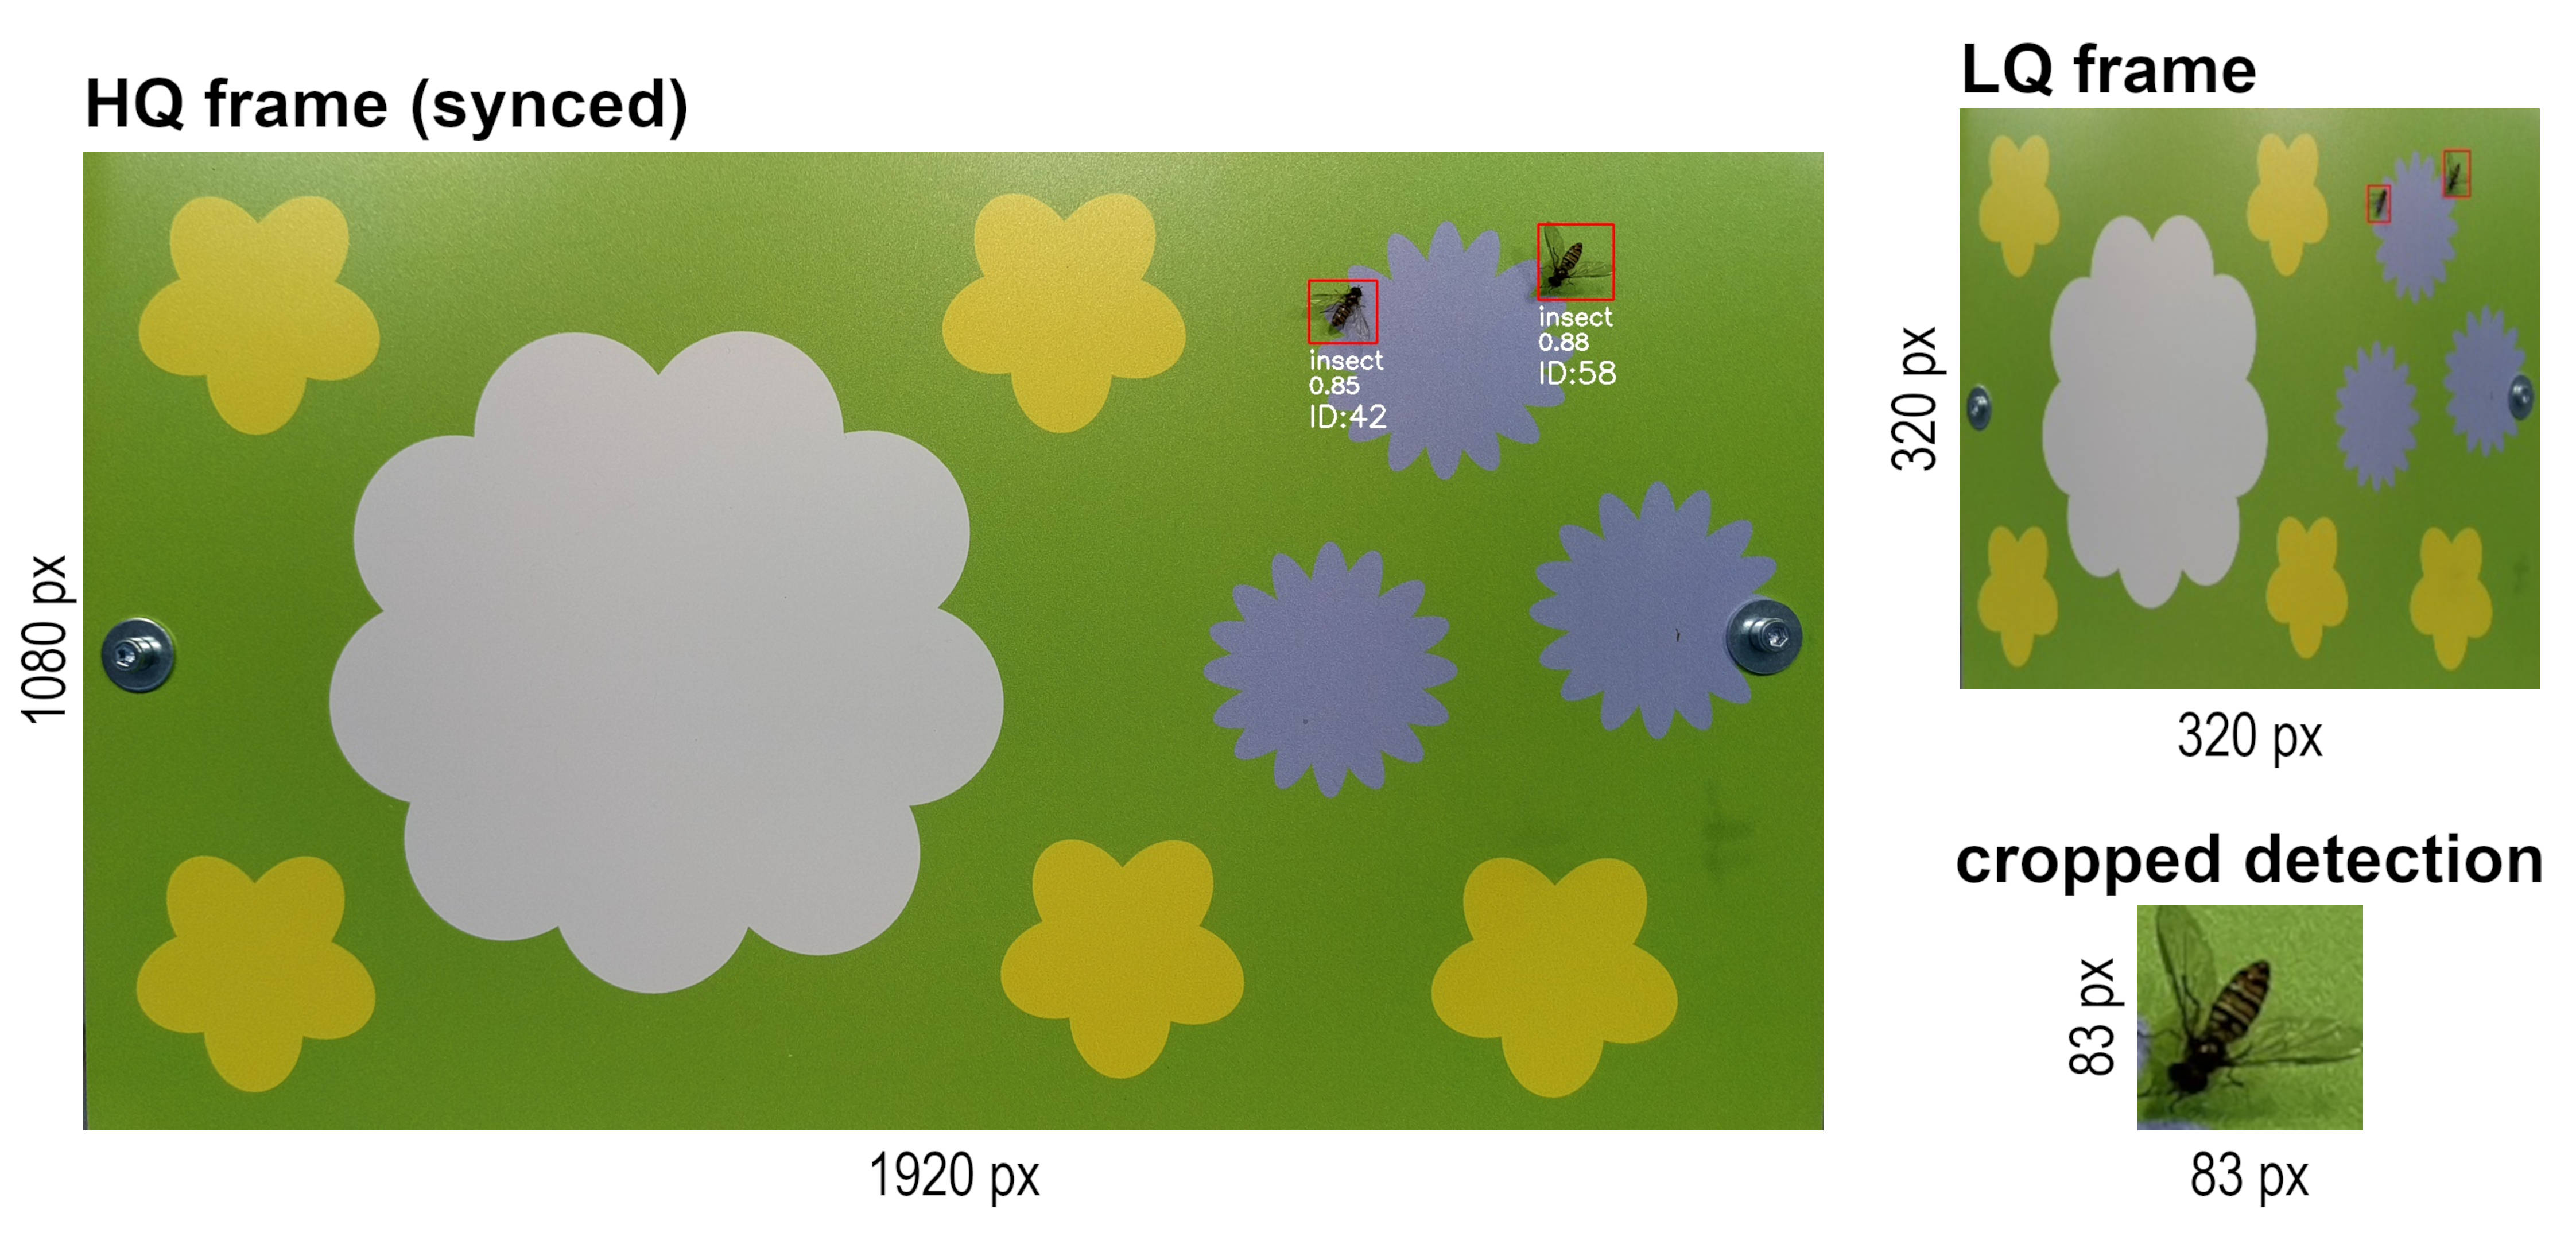 HQ frame (synced)
1080 px
1920 px
insect
0.85
ID:42
insect
0.88
ID:58
LQ frame
320 px
320 px
cropped detection
83 px
83 px